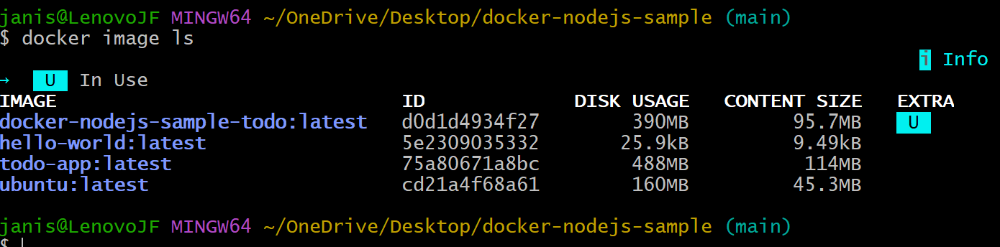 janis@LenovoJF MINGW64 ~/OneDrive/Desktop/docker-nodejs-sample (main)
$ docker image ls
i Info
→ U In Use
IMAGE ID DISK USAGE CONTENT SIZE EXTRA
docker-nodejs-sample-todo:latest d0d1d4934f27 390MB 95.7MB U
hello-world:latest 5e2309035332 25.9kB 9.49kB
todo-app:latest 75a80671a8bc 488MB 114MB
ubuntu:latest cd21a4f68a61 160MB 45.3MB
janis@LenovoJF MINGW64 ~/OneDrive/Desktop/docker-nodejs-sample (main)
$